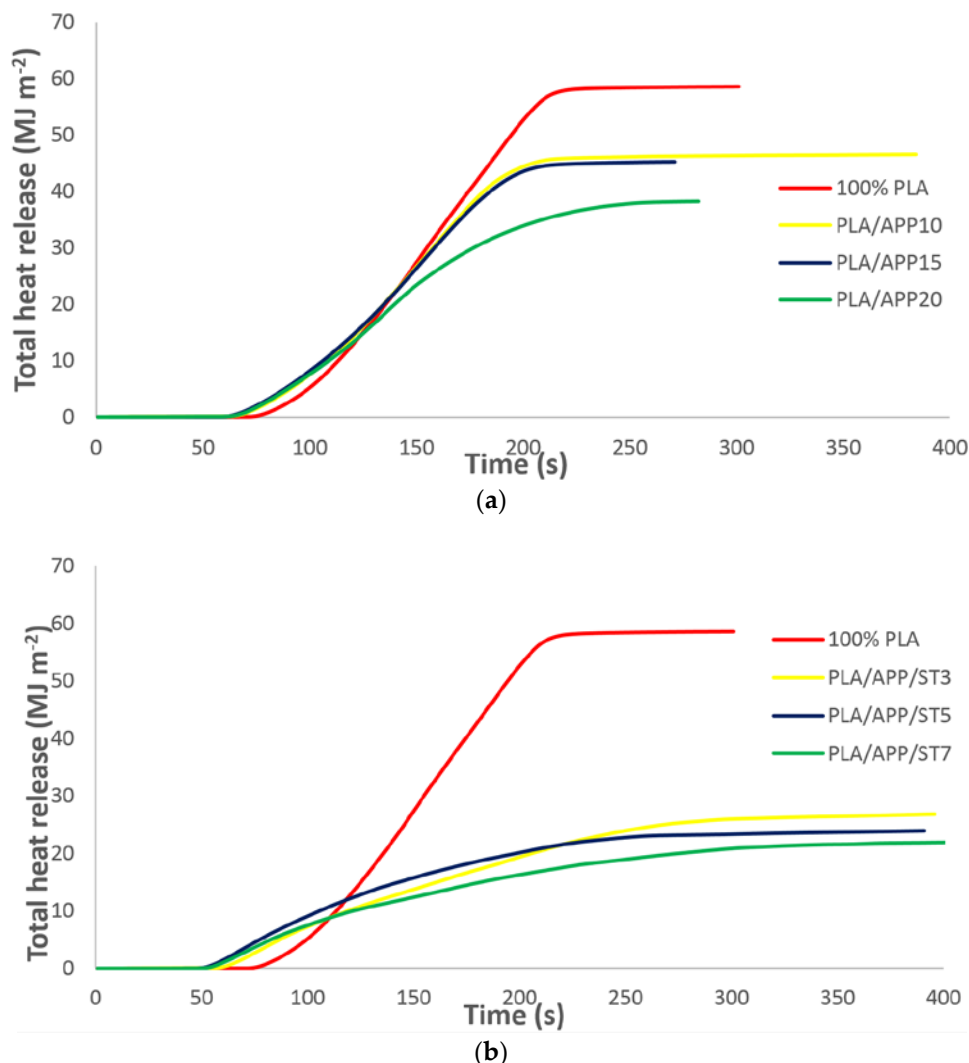 70
60
50
40
30
20
10
0
Total heat release (MJ m⁻²)
100% PLA
PLA/APP10
PLA/APP15
PLA/APP20
0 50 100 150 200 250 300 350 400
Time (s)
(a)
70
60
50
40
30
20
10
0
Total heat release (MJ m⁻²)
100% PLA
PLA/APP/ST3
PLA/APP/ST5
PLA/APP/ST7
0 50 100 150 200 250 300 350 400
Time (s)
(b)